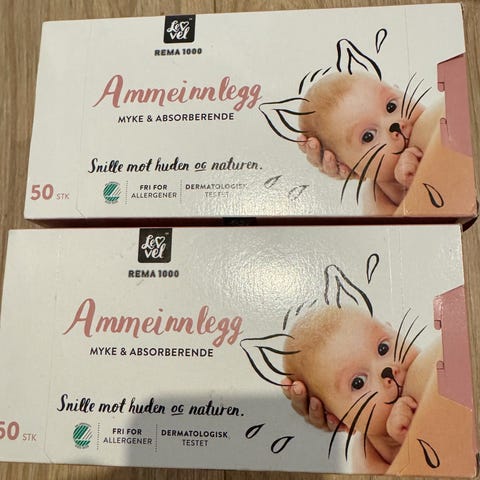 Lev
vel
REMA 1000
Ammeinnlegg
MYKE & ABSORBERENDE
Snille mot huden og naturen.
50 STK
FRI FOR
ALLERGENER
DERMATOLOGISK
TESTET
Lev
vel
REMA 1000
Ammeinnlegg
MYKE & ABSORBERENDE
Snille mot huden og naturen.
50 STK
FRI FOR
ALLERGENER
DERMATOLOGISK
TESTET